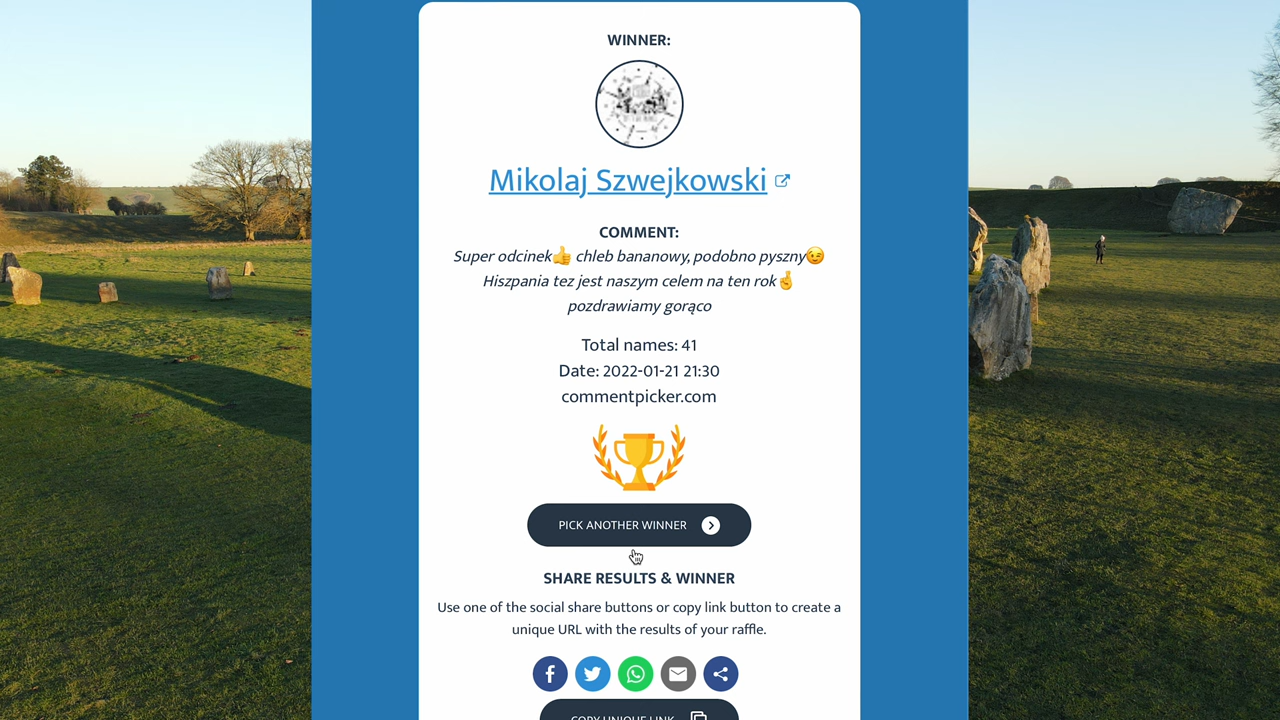 WINNER:
Mikolaj Szwejkowski
COMMENT:
Super odcinek👍 chleb bananowy, podobno pyszny😉
Hiszpania tez jest naszym celem na ten rok🤞
pozdrawiamy gorąco
Total names: 41
Date: 2022-01-21 21:30
commentpicker.com
PICK ANOTHER WINNER
SHARE RESULTS & WINNER
Use one of the social share buttons or copy link button to create a
unique URL with the results of your raffle.
COPY UNIQUE LINK